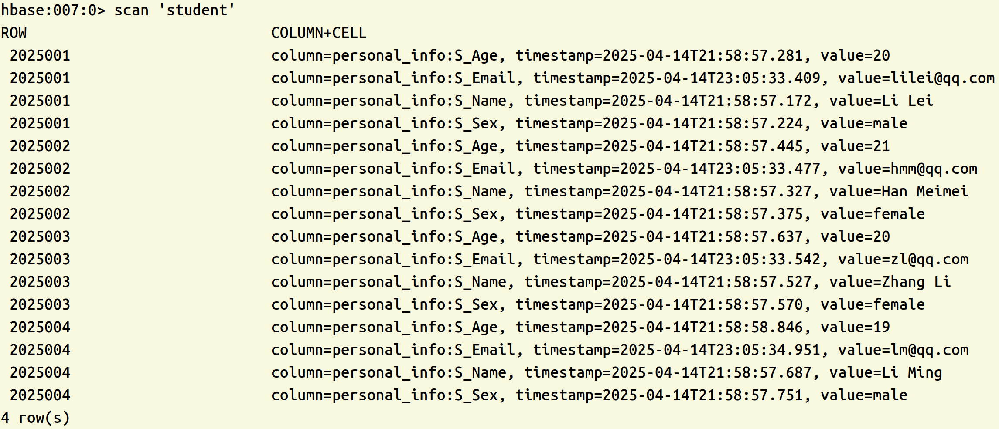 hbase:007:0> scan 'student'
ROW COLUMN+CELL
2025001 column=personal_info:S_Age, timestamp=2025-04-14T21:58:57.281, value=20
2025001 column=personal_info:S_Email, timestamp=2025-04-14T23:05:33.409, value=lilei@qq.com
2025001 column=personal_info:S_Name, timestamp=2025-04-14T21:58:57.172, value=Li Lei
2025001 column=personal_info:S_Sex, timestamp=2025-04-14T21:58:57.224, value=male
2025002 column=personal_info:S_Age, timestamp=2025-04-14T21:58:57.445, value=21
2025002 column=personal_info:S_Email, timestamp=2025-04-14T23:05:33.477, value=hmm@qq.com
2025002 column=personal_info:S_Name, timestamp=2025-04-14T21:58:57.327, value=Han Meimei
2025002 column=personal_info:S_Sex, timestamp=2025-04-14T21:58:57.375, value=female
2025003 column=personal_info:S_Age, timestamp=2025-04-14T21:58:57.637, value=20
2025003 column=personal_info:S_Email, timestamp=2025-04-14T23:05:33.542, value=zl@qq.com
2025003 column=personal_info:S_Name, timestamp=2025-04-14T21:58:57.527, value=Zhang Li
2025003 column=personal_info:S_Sex, timestamp=2025-04-14T21:58:57.570, value=female
2025004 column=personal_info:S_Age, timestamp=2025-04-14T21:58:58.846, value=19
2025004 column=personal_info:S_Email, timestamp=2025-04-14T23:05:34.951, value=lm@qq.com
2025004 column=personal_info:S_Name, timestamp=2025-04-14T21:58:57.687, value=Li Ming
2025004 column=personal_info:S_Sex, timestamp=2025-04-14T21:58:57.751, value=male
4 row(s)